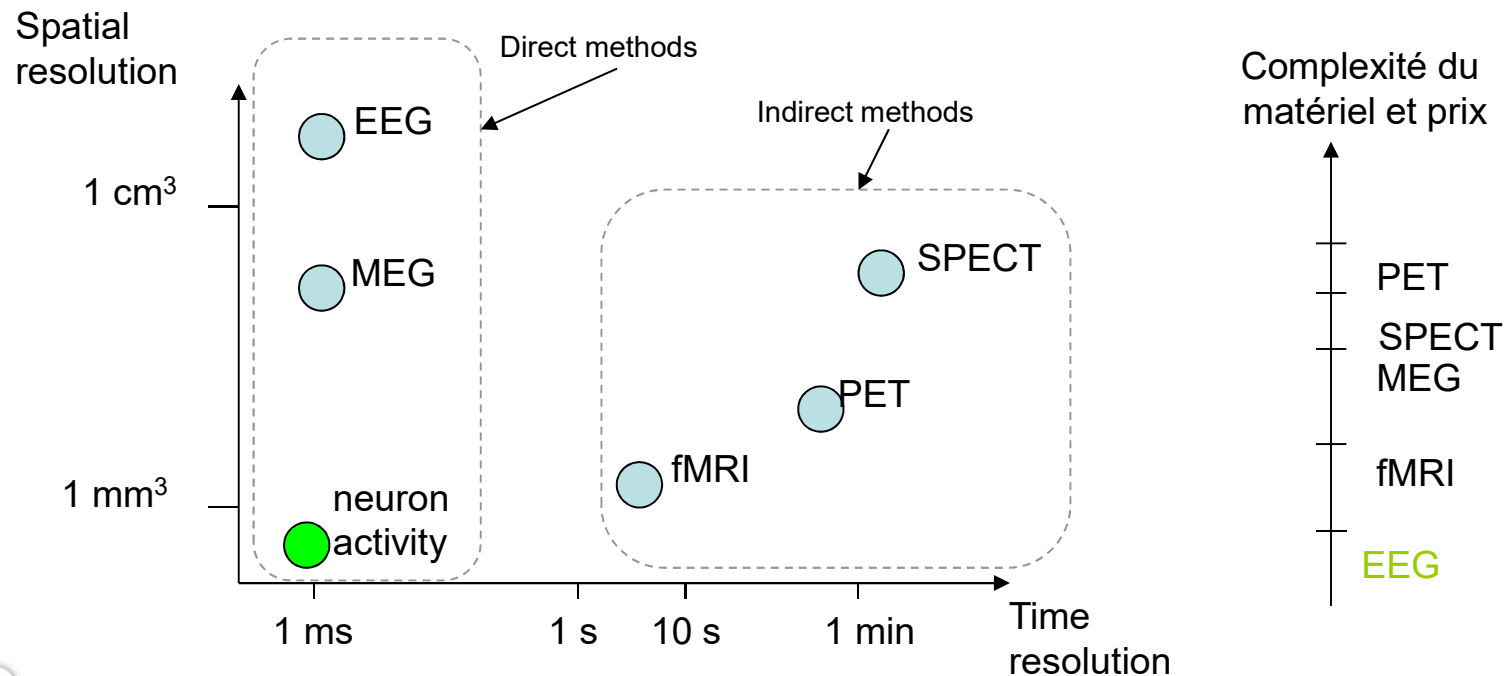 Spatial
resolution
Direct methods
Indirect methods
EEG
1 cm³
MEG
SPECT
PET
fMRI
1 mm³
neuron
activity
1 ms
1 s
10 s
1 min
Time
resolution
Complexité du
matériel et prix
PET
SPECT
MEG
fMRI
EEG